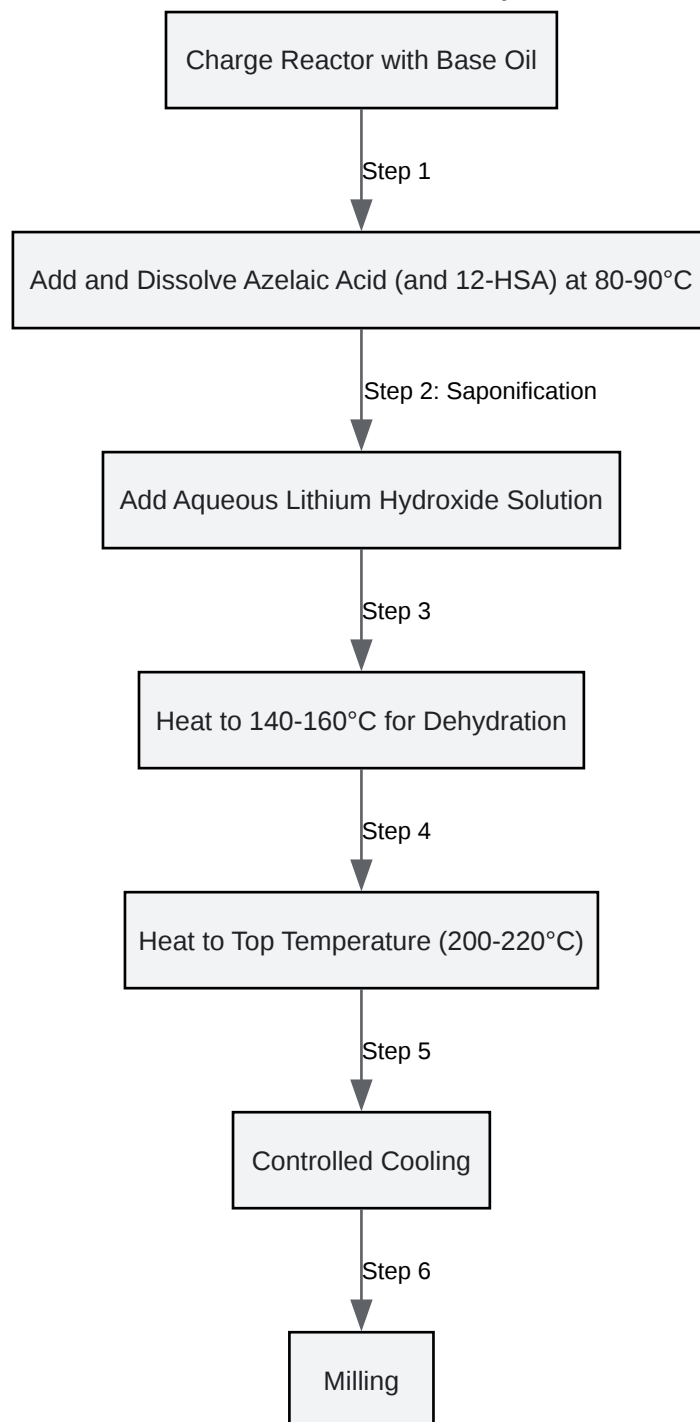 Charge Reactor with Base Oil
Step 1
Add and Dissolve Azelaic Acid (and 12-HSA) at 80-90°C
Step 2: Saponification
Add Aqueous Lithium Hydroxide Solution
Step 3
Heat to 140-160°C for Dehydration
Step 4
Heat to Top Temperature (200-220°C)
Step 5
Controlled Cooling
Step 6
Milling